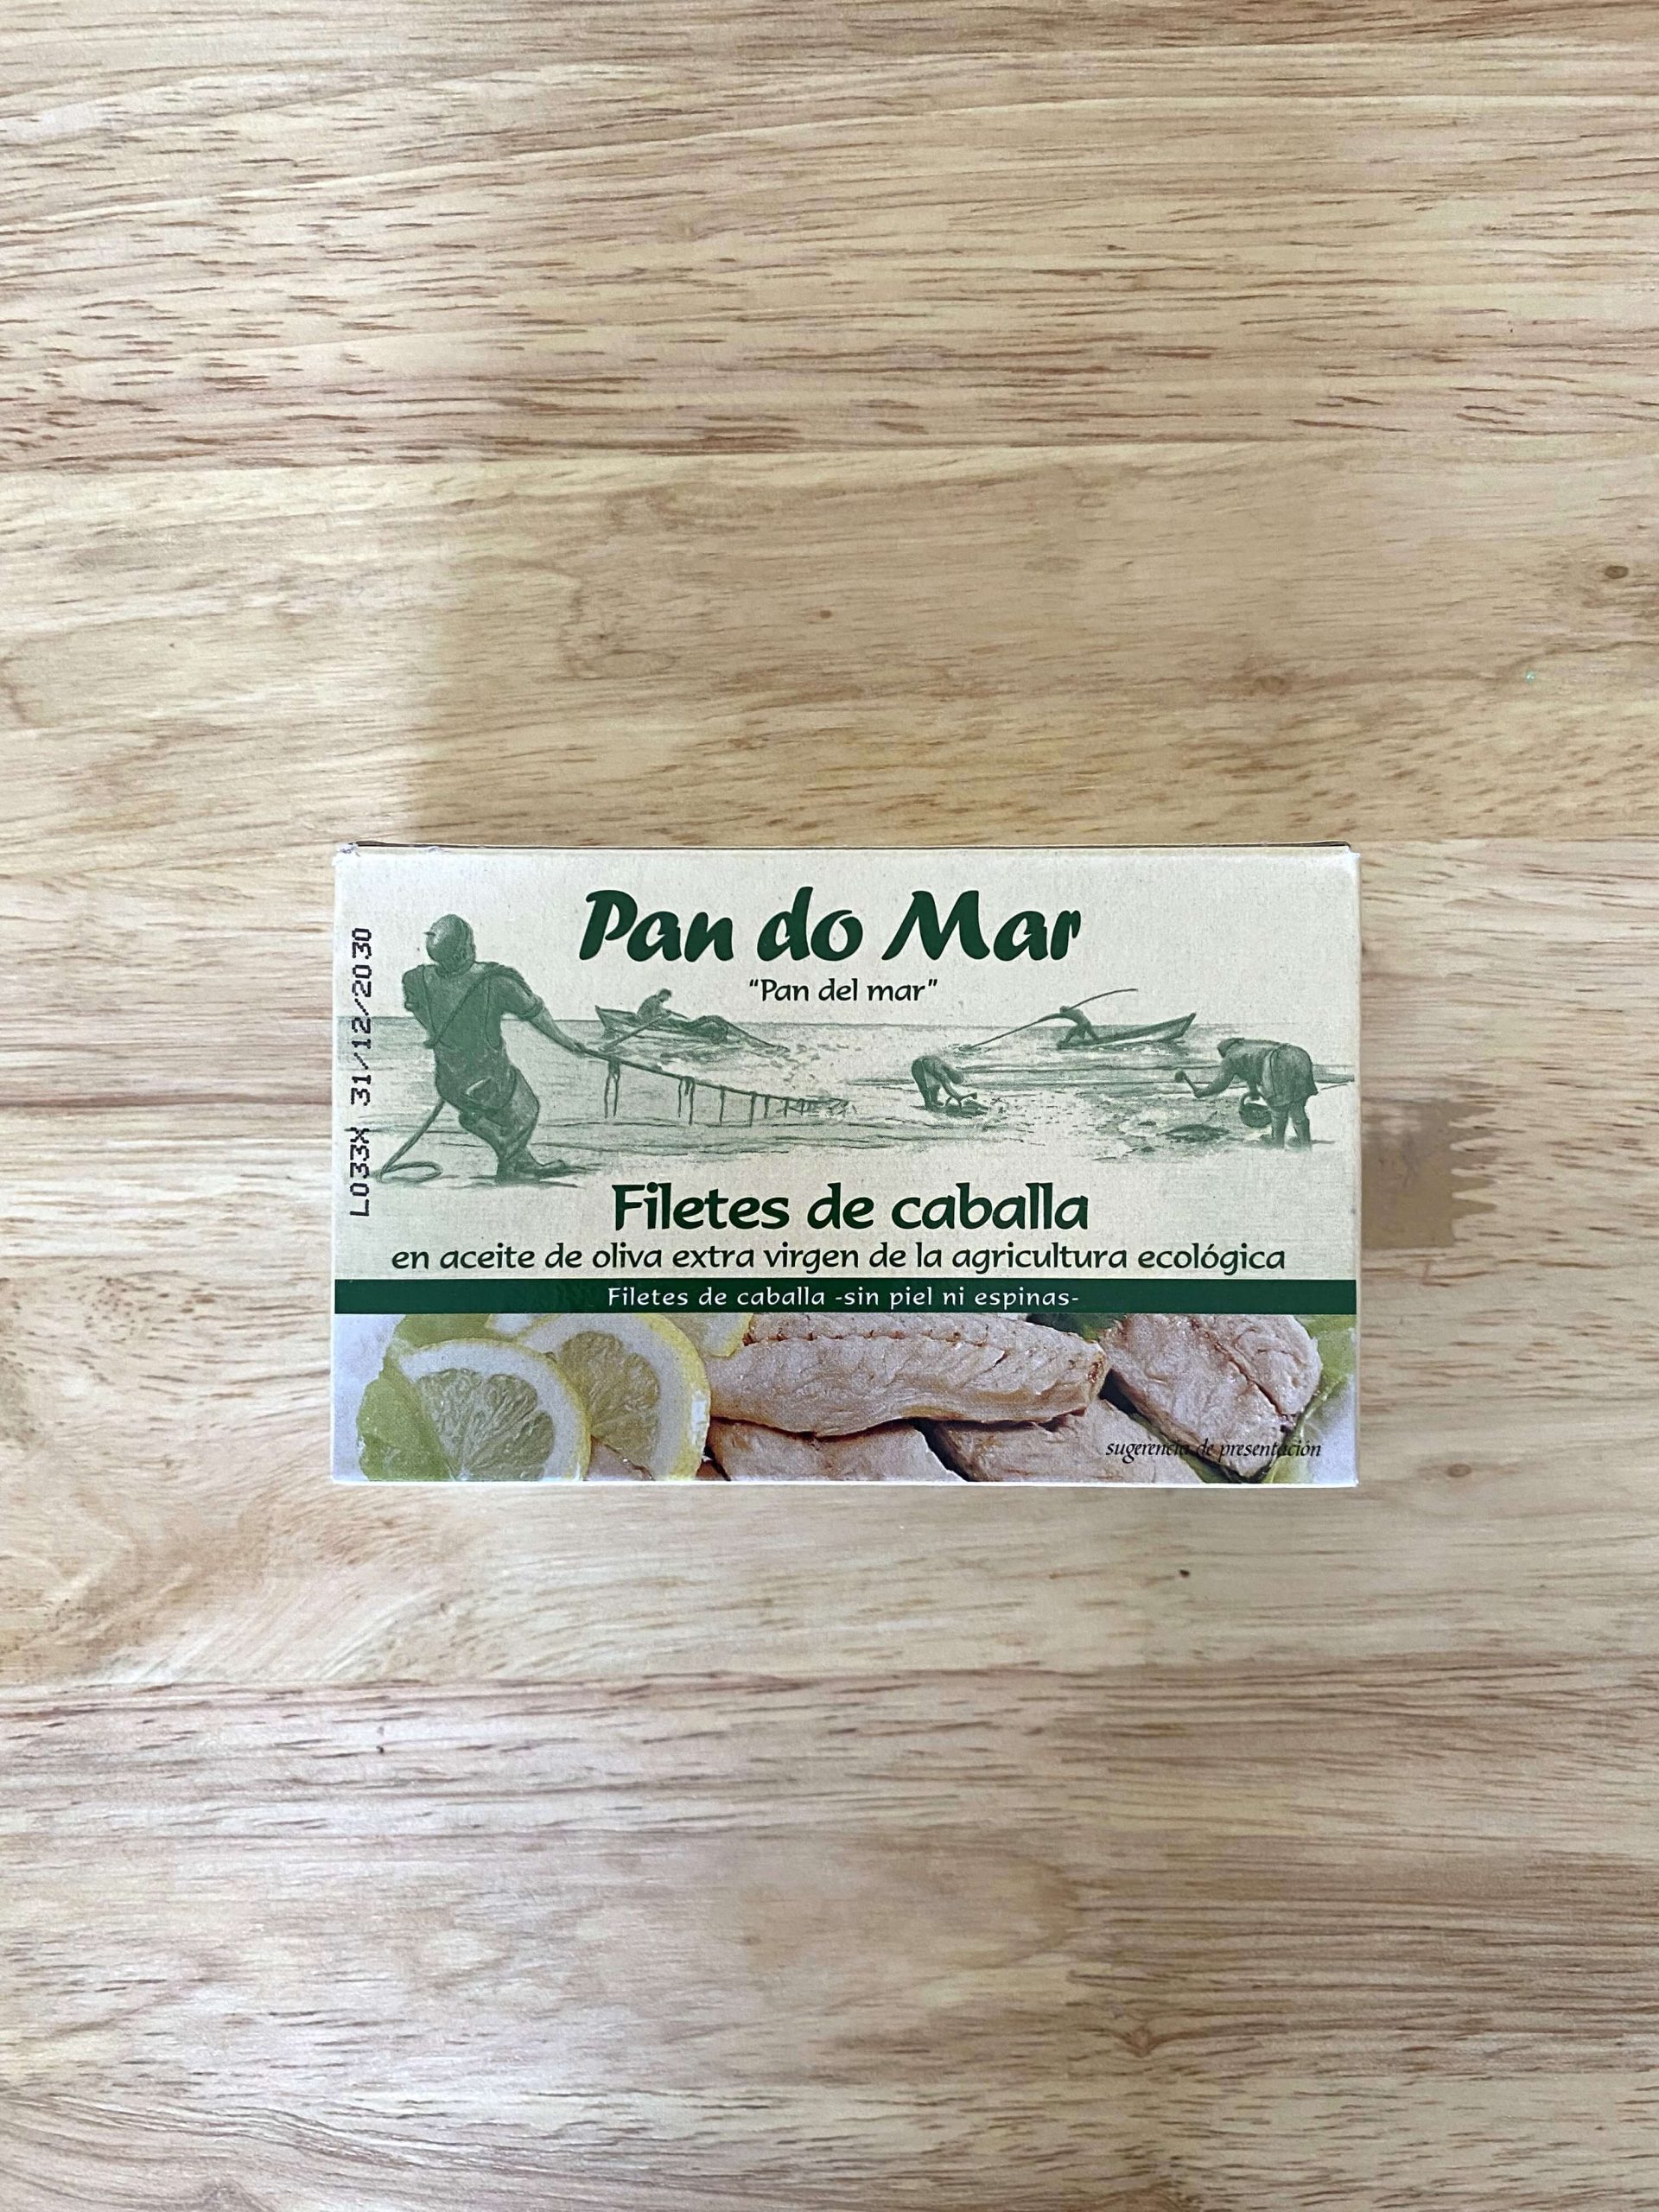 Pan do Mar
“Pan del mar”
L033X 31/12/2030
Filetes de caballa
en aceite de oliva extra virgen de la agricultura ecológica
Filetes de caballa -sin piel ni espinas-
sugerencia de presentación